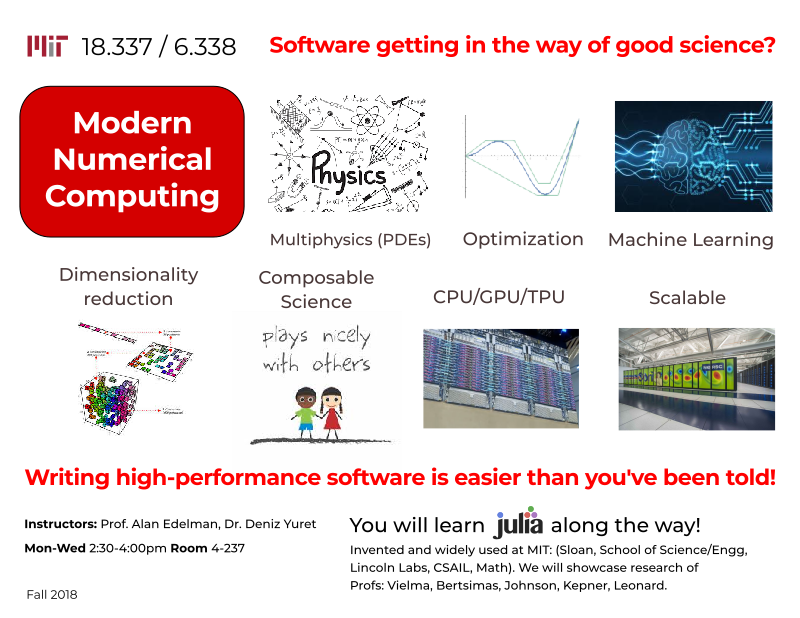 MIT 18.337 / 6.338
Software getting in the way of good science?
Modern
Numerical
Computing
Physics
Multiphysics (PDEs)
Optimization
Machine Learning
Dimensionality
reduction
Composable
Science
CPU/GPU/TPU
Scalable
plays nicely
with others
Writing high-performance software is easier than you've been told!
Instructors: Prof. Alan Edelman, Dr. Deniz Yuret
Mon-Wed 2:30-4:00pm Room 4-237
Fall 2018
You will learn julia along the way!
Invented and widely used at MIT: (Sloan, School of Science/Engg,
Lincoln Labs, CSAIL, Math). We will showcase research of
Profs: Vielma, Bertsimas, Johnson, Kepner, Leonard.